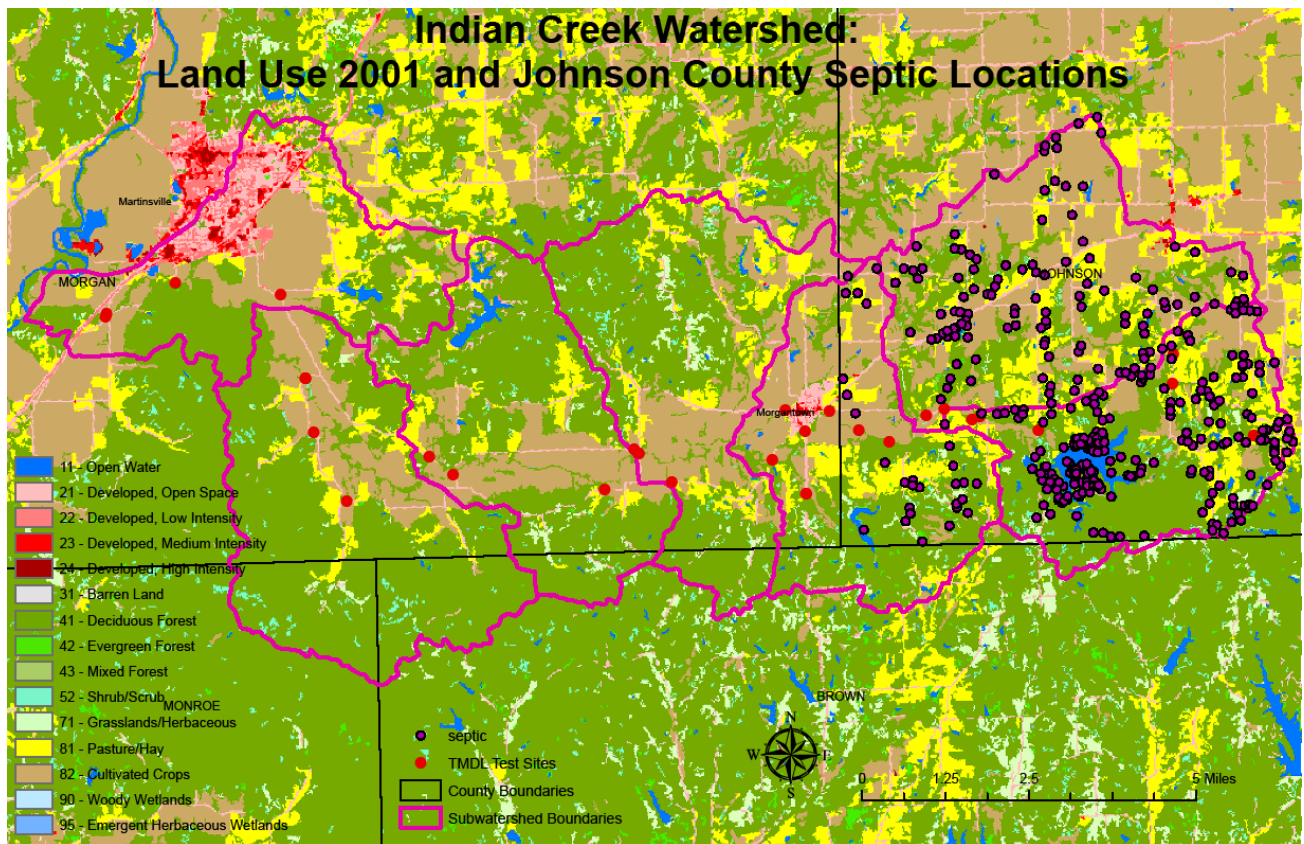 Indian Creek Watershed:
Land Use 2001 and Johnson County Septic Locations
Martinsville
MORGAN
JOHNSON
Morgantown
11 - Open Water
21 - Developed, Open Space
22 - Developed, Low Intensity
23 - Developed, Medium Intensity
24 - Developed, High Intensity
31 - Barren Land
41 - Deciduous Forest
42 - Evergreen Forest
43 - Mixed Forest
52 - Shrub/Scrub
MONROE
71 - Grasslands/Herbaceous
81 - Pasture/Hay
82 - Cultivated Crops
90 - Woody Wetlands
95 - Emergent Herbaceous Wetlands
BROWN
septic
TMDL Test Sites
County Boundaries
Subwatershed Boundaries
N
W E
S
0 1.25 2.5 5 Miles